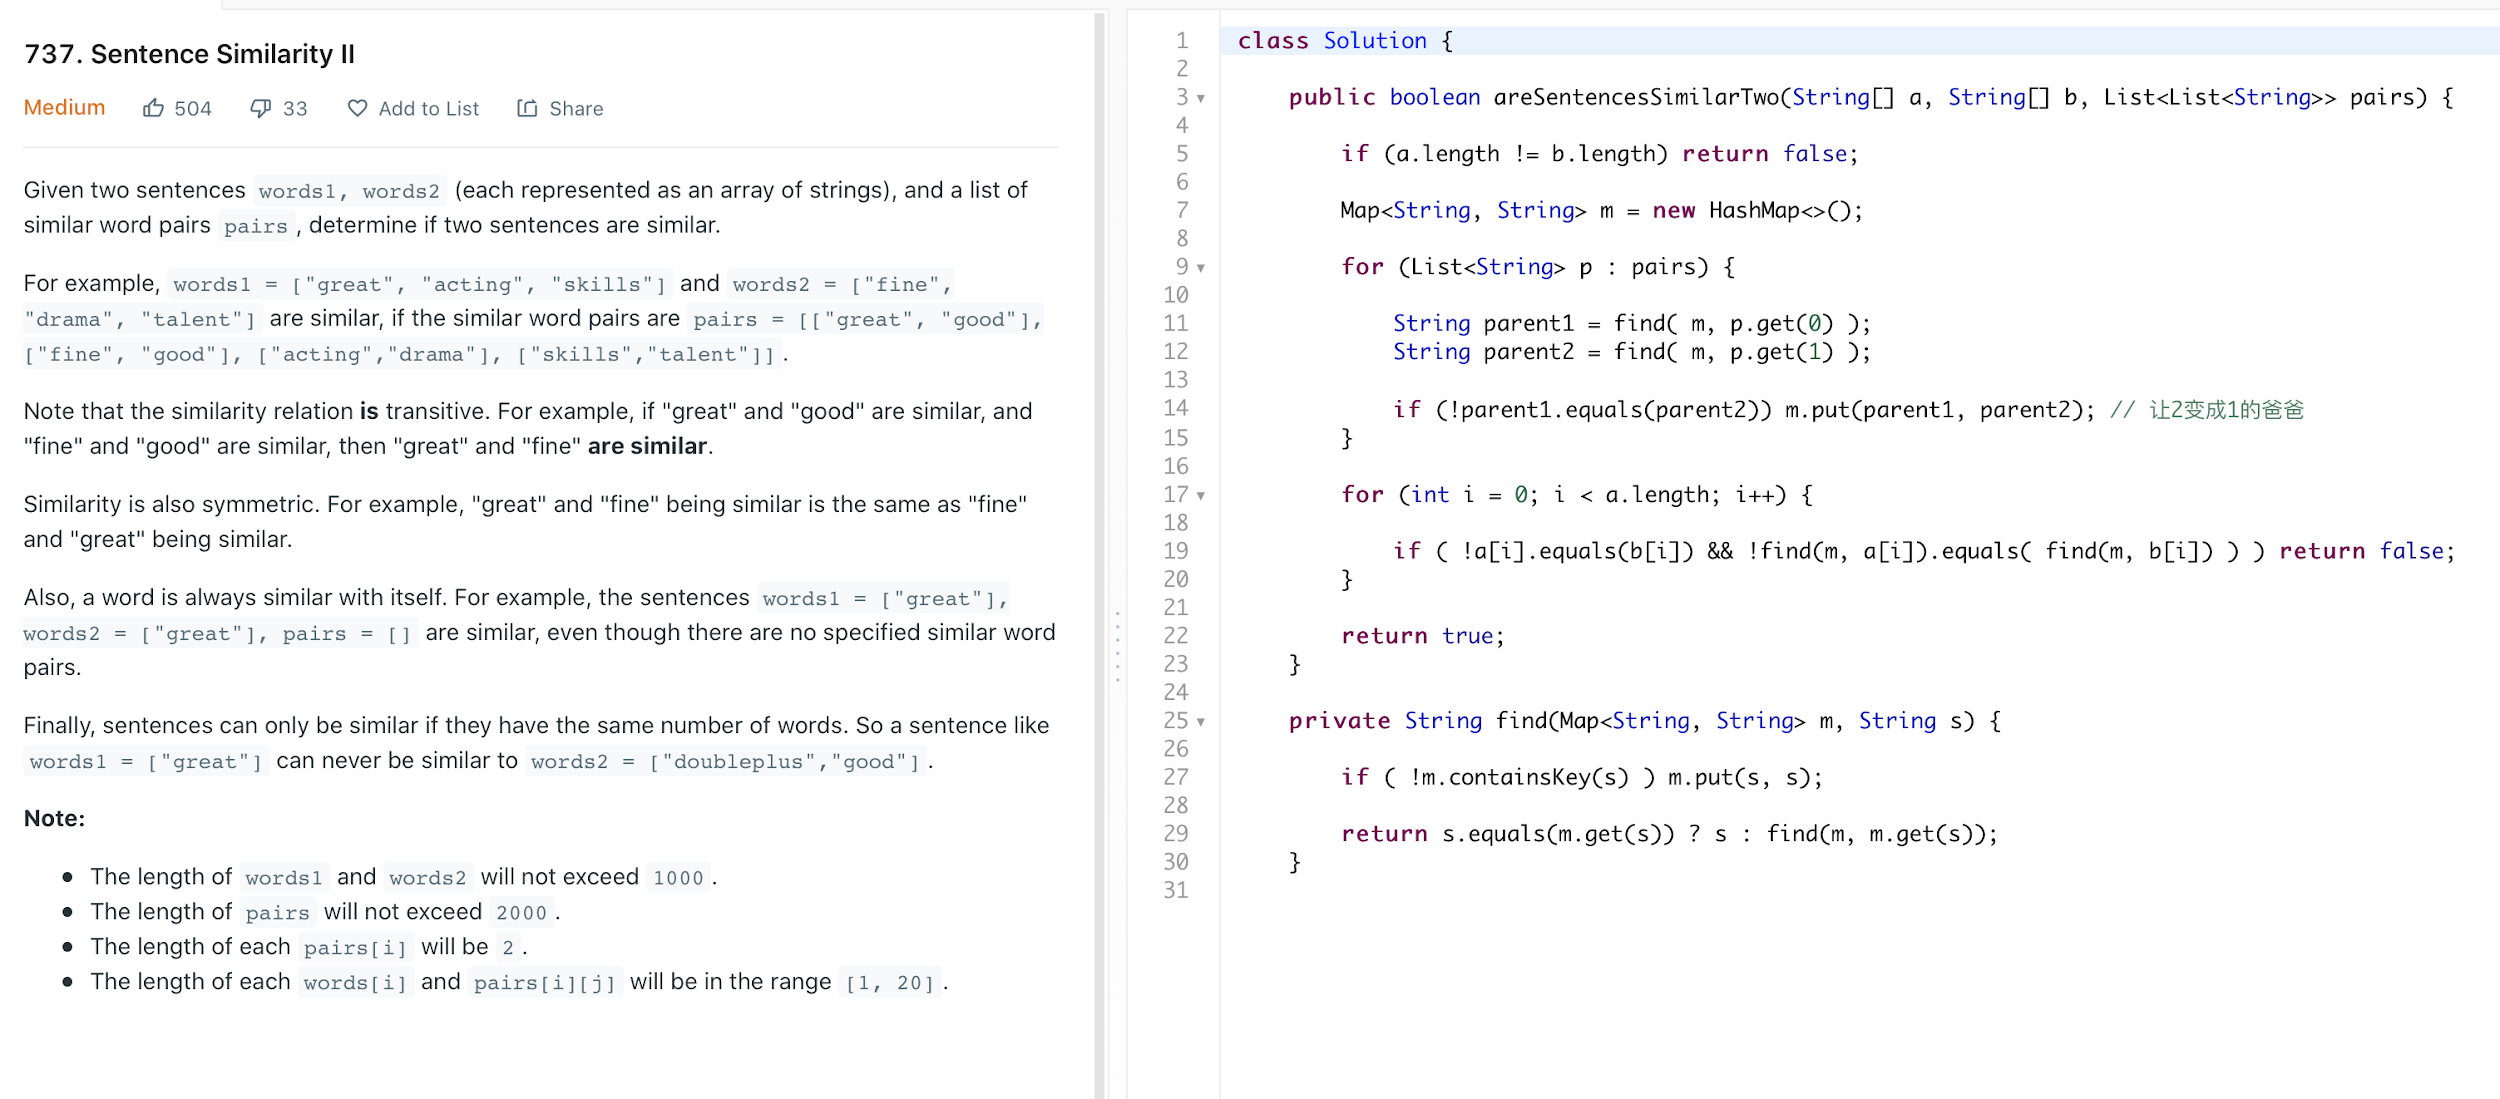 737. Sentence Similarity II
Medium 504 33 Add to List Share
Given two sentences words1, words2 (each represented as an array of strings), and a list of
similar word pairs pairs , determine if two sentences are similar.
For example, words1 = ["great", "acting", "skills"] and words2 = ["fine",
"drama", "talent"] are similar, if the similar word pairs are pairs = [["great", "good"],
["fine", "good"], ["acting","drama"], ["skills","talent"]].
Note that the similarity relation is transitive. For example, if "great" and "good" are similar, and
"fine" and "good" are similar, then "great" and "fine" are similar.
Similarity is also symmetric. For example, "great" and "fine" being similar is the same as "fine"
and "great" being similar.
Also, a word is always similar with itself. For example, the sentences words1 = ["great"],
words2 = ["great"], pairs = [] are similar, even though there are no specified similar word
pairs.
Finally, sentences can only be similar if they have the same number of words. So a sentence like
words1 = ["great"] can never be similar to words2 = ["doubleplus","good"].
Note:
• The length of words1 and words2 will not exceed 1000.
• The length of pairs will not exceed 2000.
• The length of each pairs[i] will be 2.
• The length of each words[i] and pairs[i][j] will be in the range [1, 20].
1 class Solution {
2
3 public boolean areSentencesSimilarTwo(String[] a, String[] b, List<List<String>> pairs) {
4
5 if (a.length != b.length) return false;
6
7 Map<String, String> m = new HashMap<>();
8
9 for (List<String> p : pairs) {
10
11 String parent1 = find( m, p.get(0) );
12 String parent2 = find( m, p.get(1) );
13
14 if (!parent1.equals(parent2)) m.put(parent1, parent2); // 让2变成1的爸爸
15 }
16
17 for (int i = 0; i < a.length; i++) {
18
19 if ( !a[i].equals(b[i]) && !find(m, a[i]).equals( find(m, b[i]) ) ) return false;
20 }
21
22 return true;
23 }
24
25 private String find(Map<String, String> m, String s) {
26
27 if ( !m.containsKey(s) ) m.put(s, s);
28
29 return s.equals(m.get(s)) ? s : find(m, m.get(s));
30 }
31